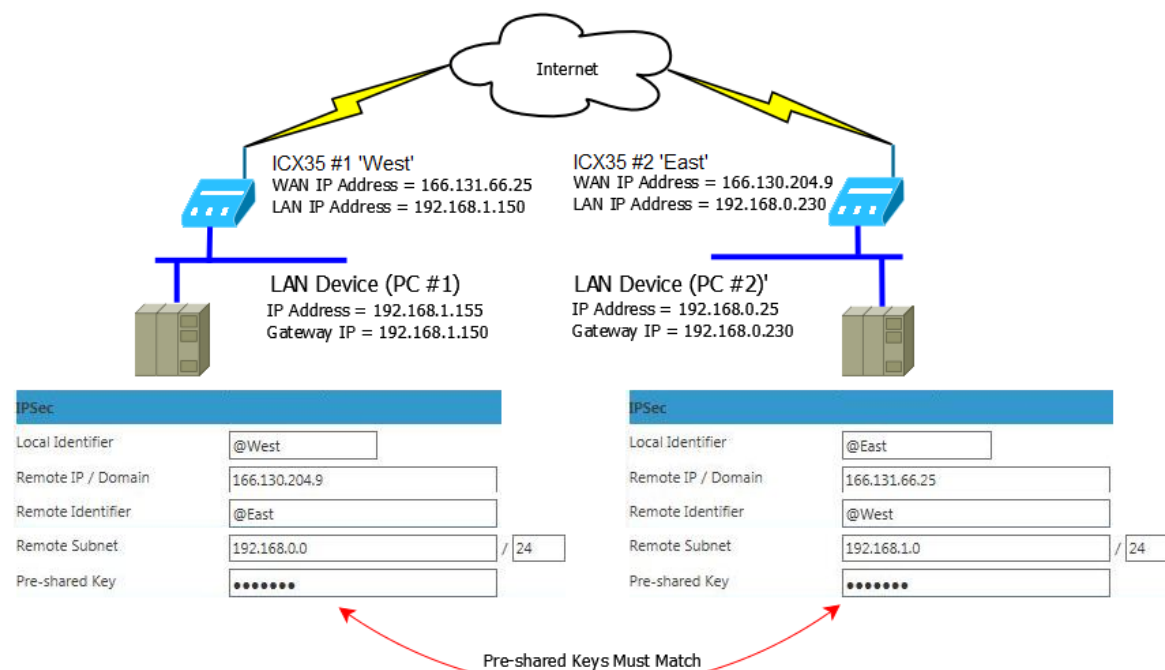 Internet
ICX35 #1 'West'
WAN IP Address = 166.131.66.25
LAN IP Address = 192.168.1.150
ICX35 #2 'East'
WAN IP Address = 166.130.204.9
LAN IP Address = 192.168.0.230
LAN Device (PC #1)
IP Address = 192.168.1.155
Gateway IP = 192.168.1.150
LAN Device (PC #2)'
IP Address = 192.168.0.25
Gateway IP = 192.168.0.230
IPSec
Local Identifier @West
Remote IP / Domain 166.130.204.9
Remote Identifier @East
Remote Subnet 192.168.0.0 / 24
Pre-shared Key •••••••
IPSec
Local Identifier @East
Remote IP / Domain 166.131.66.25
Remote Identifier @West
Remote Subnet 192.168.1.0 / 24
Pre-shared Key •••••••
Pre-shared Keys Must Match